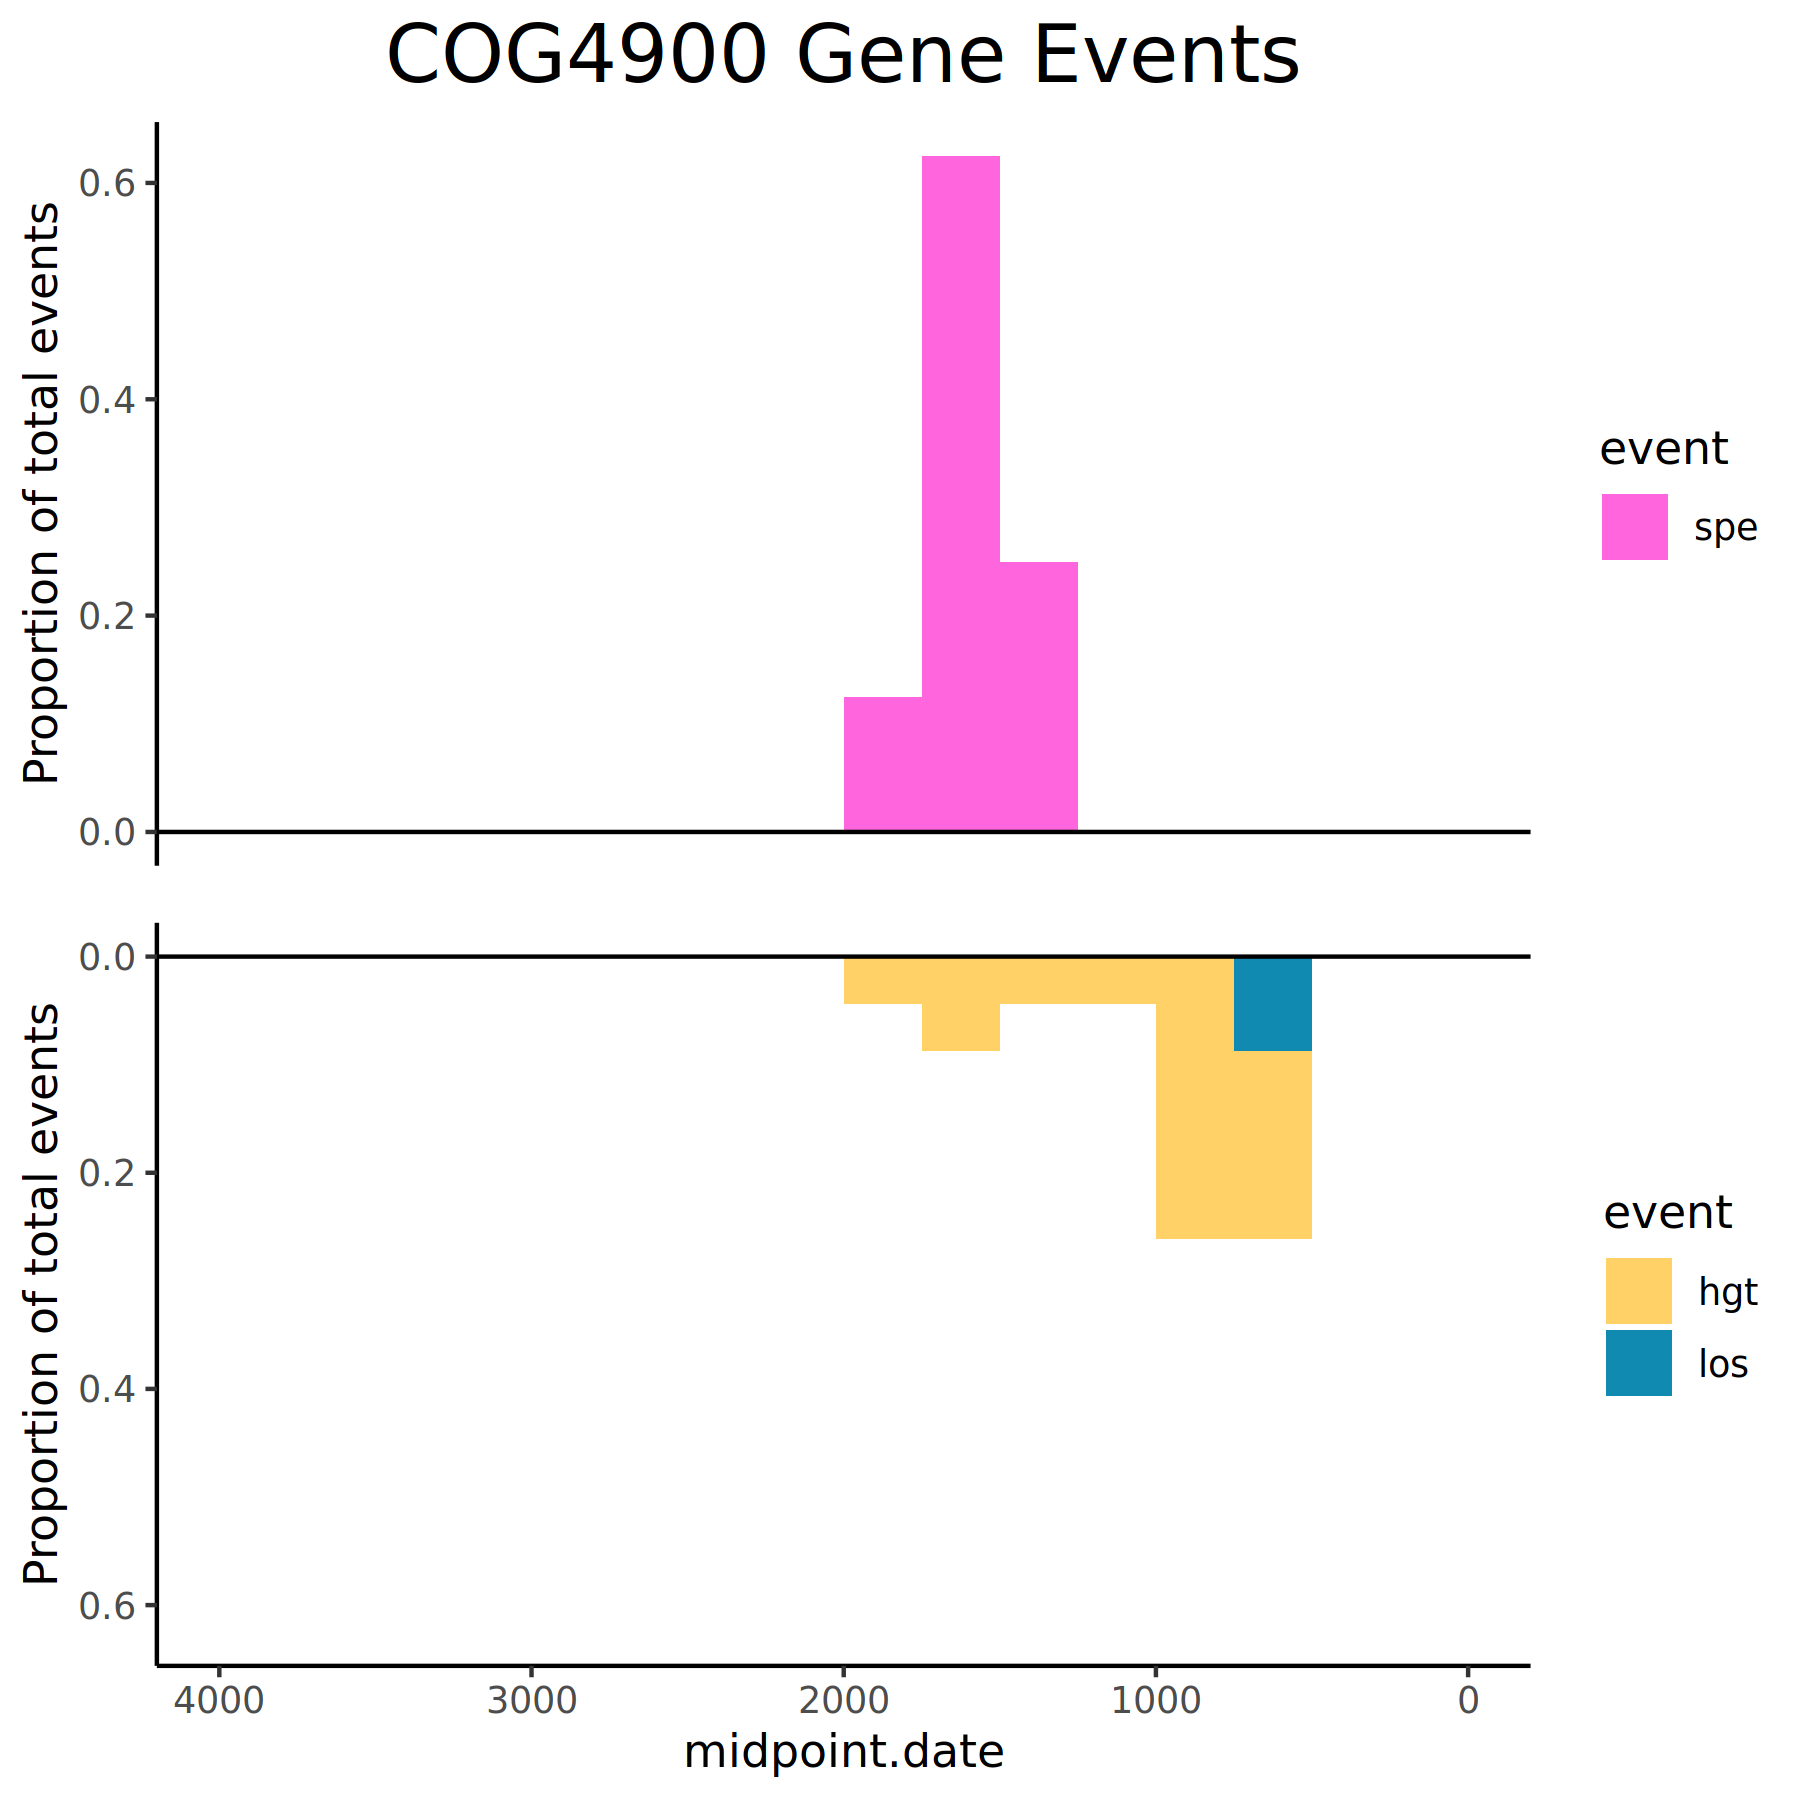 COG4900 Gene Events
Proportion of total events
0.6
0.4
0.2
0.0
event
spe
Proportion of total events
0.0
0.2
0.4
0.6
event
hgt
los
4000 3000 2000 1000 0
midpoint.date